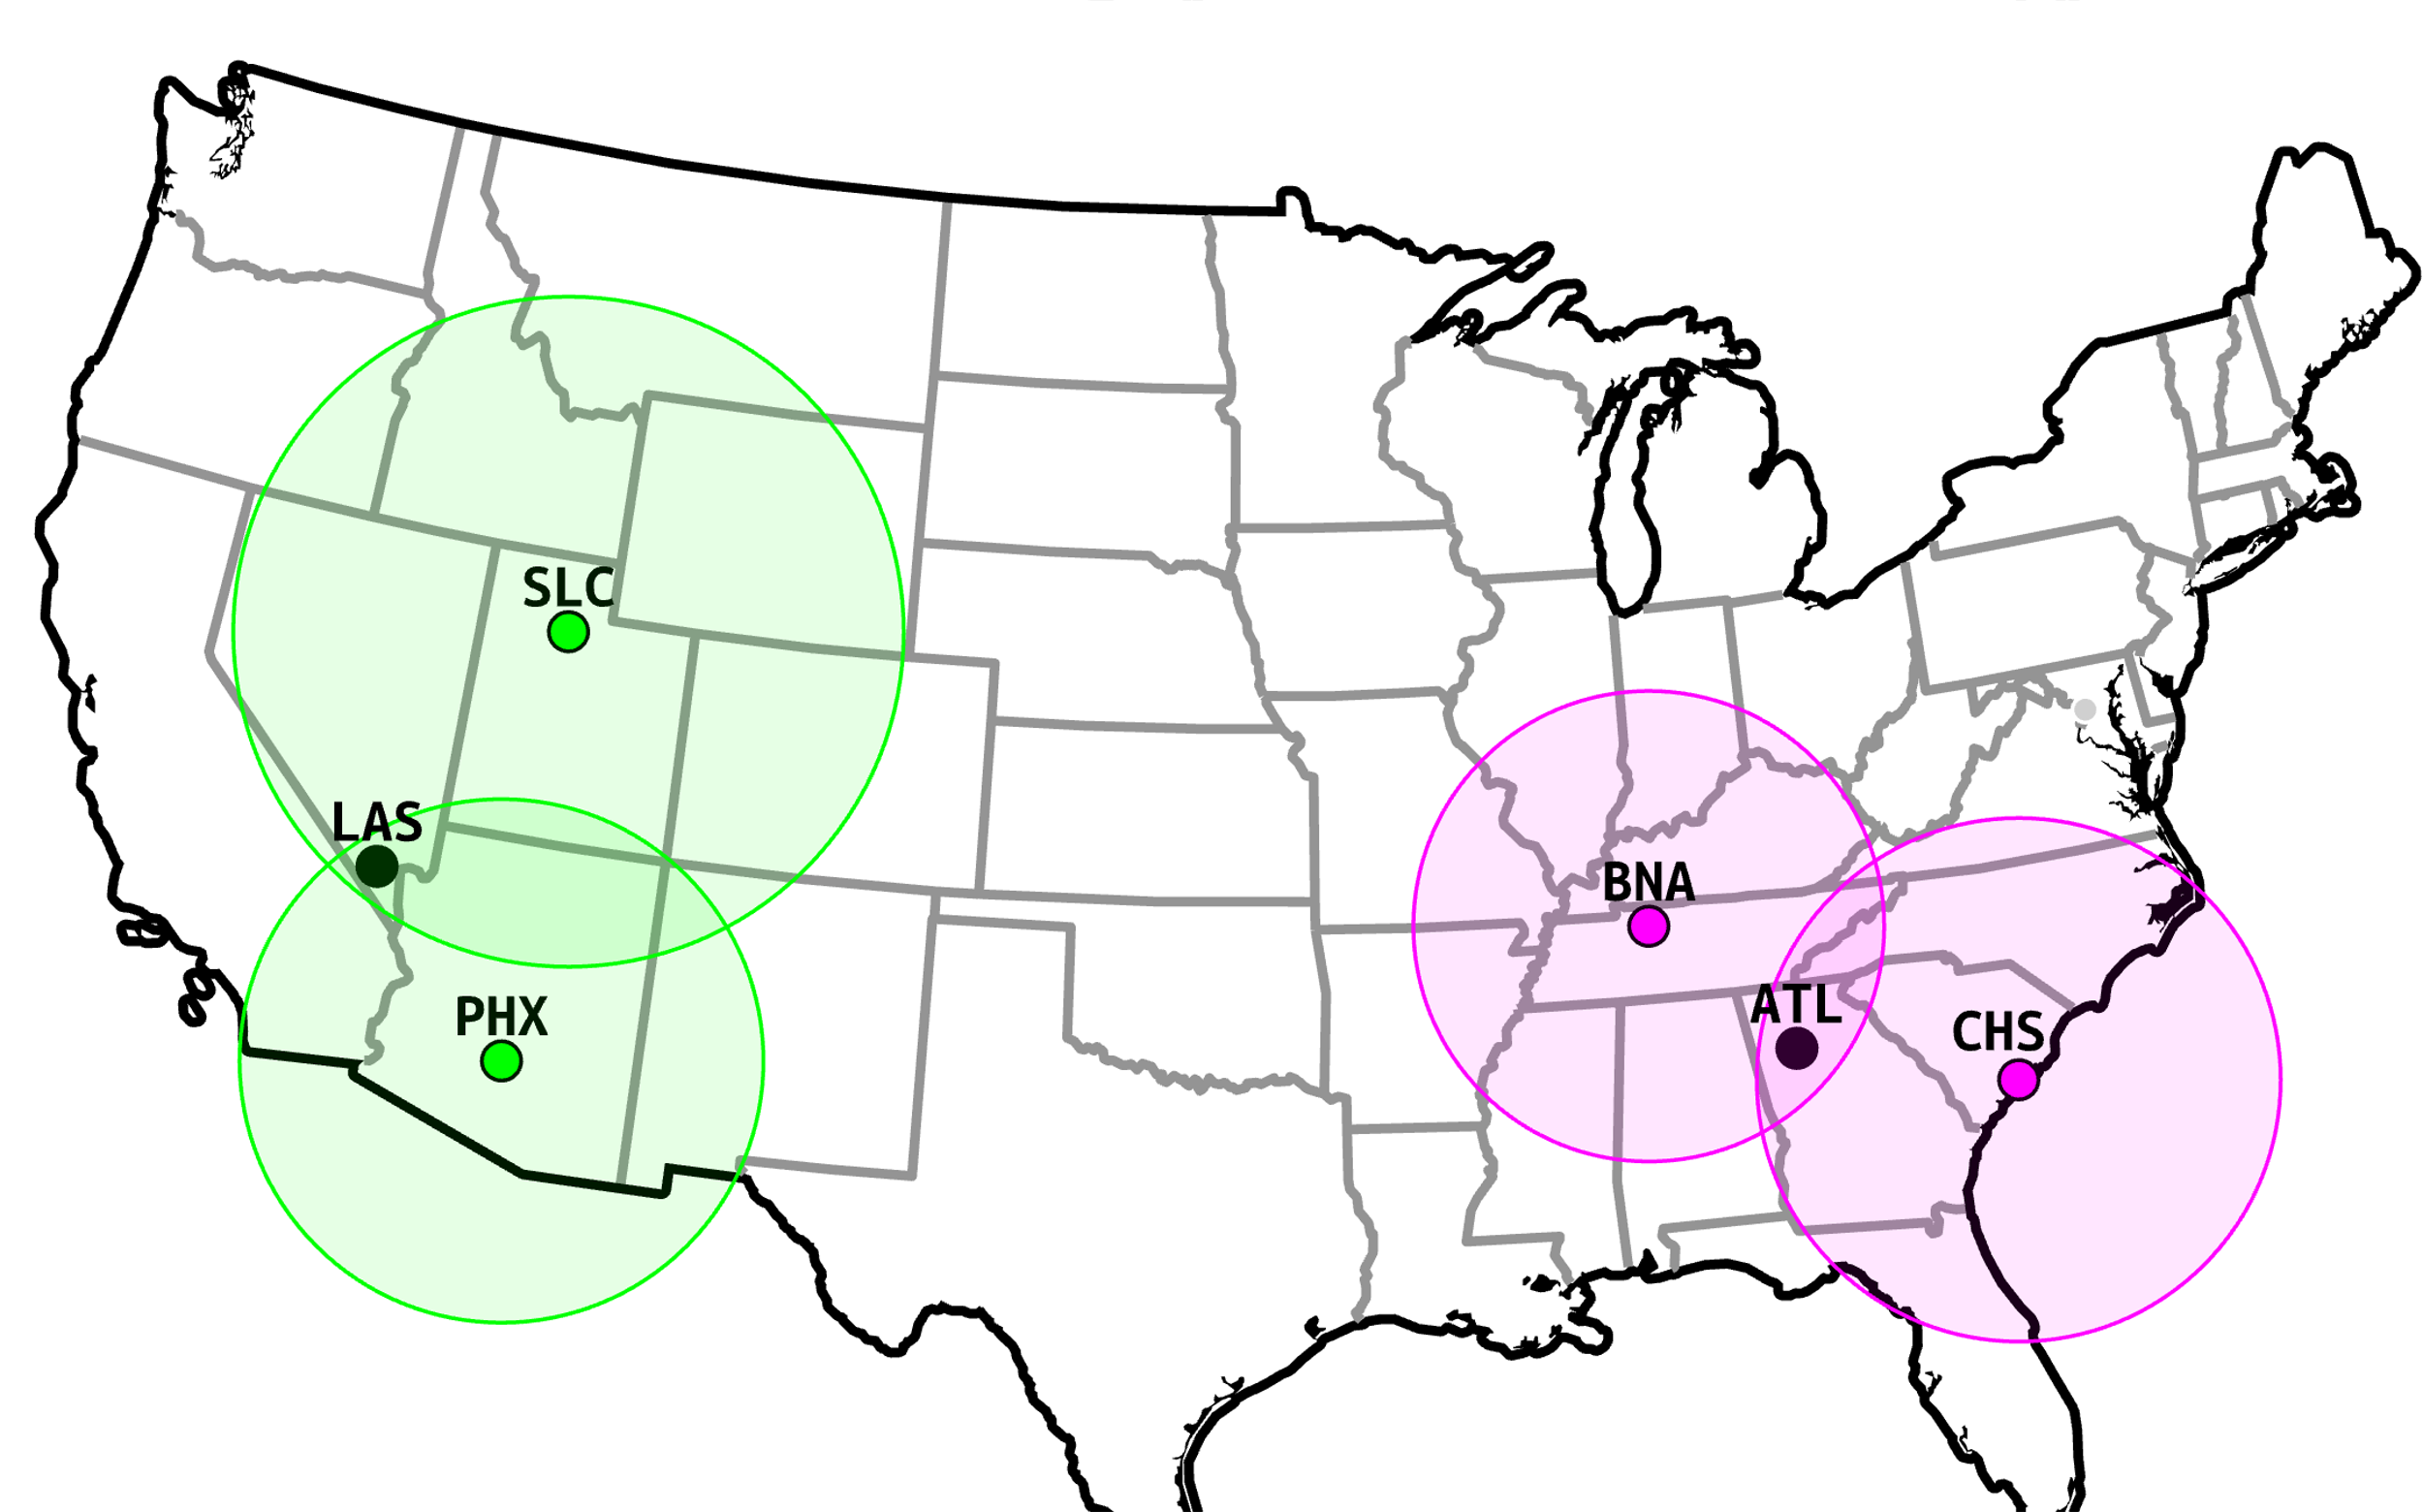 SLC
LAS
BNA
PHX
ATL
CHS